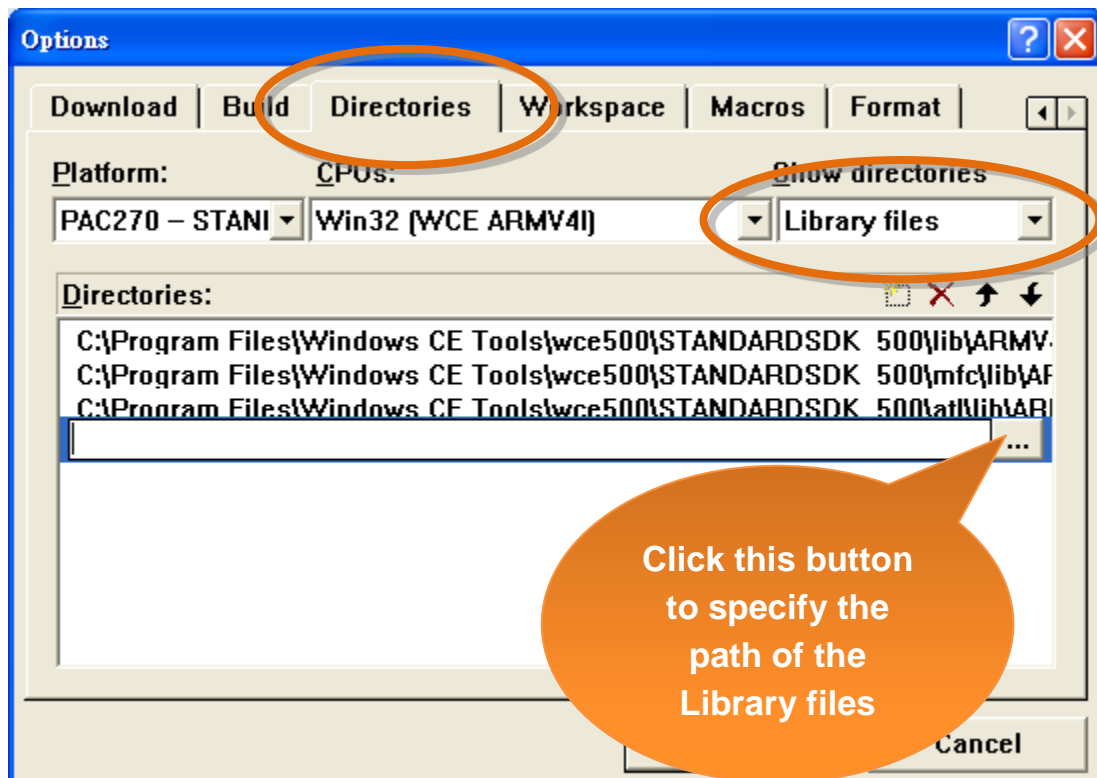 Options
Download Build Directories Workspace Macros Format
Platform: CPUs: Show directories
PAC270 – STANI Win32 (WCE ARMV4I) Library files
Directories:
C:\Program Files\Windows CE Tools\wce500\STANDARDSDK_500\lib\ARMV
C:\Program Files\Windows CE Tools\wce500\STANDARDSDK_500\mfc\lib\AF
C:\Program Files\Windows CE Tools\wce500\STANDARDSDK_500\atl\lib\ARI
...
Click this button
to specify the
path of the
Library files
Cancel